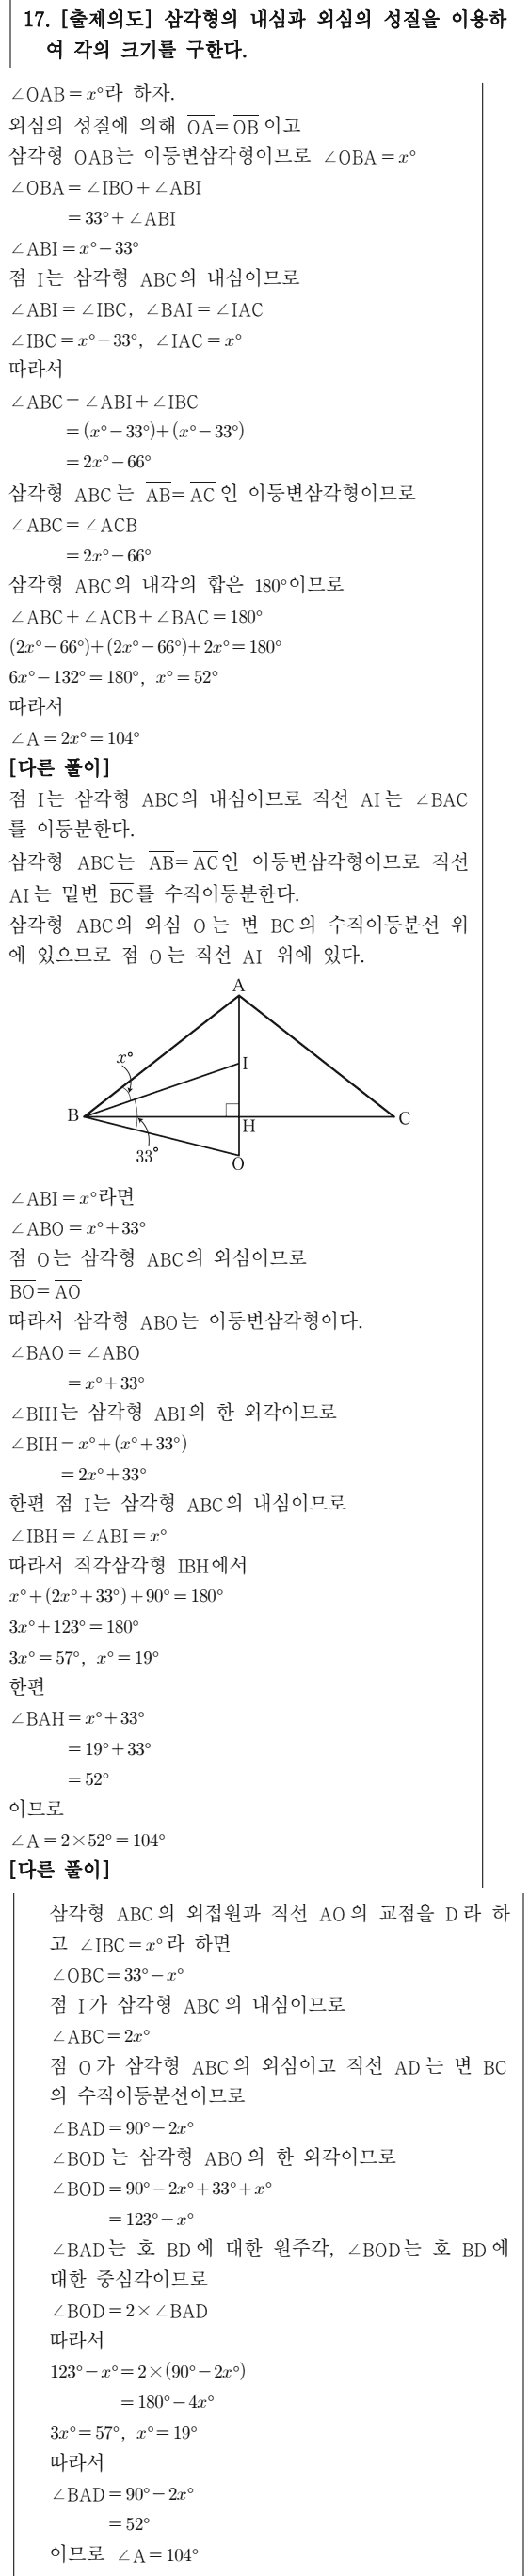 17. [출제의도] 삼각형의 내심과 외심의 성질을 이용하
여 각의 크기를 구한다.
∠OAB = x°라 하자.
외심의 성질에 의해 \overline{OA} = \overline{OB} 이고
삼각형 OAB는 이등변삼각형이므로 ∠OBA = x°
∠OBA = ∠IBO + ∠ABI
= 33° + ∠ABI
∠ABI = x° − 33°
점 I는 삼각형 ABC의 내심이므로
∠ABI = ∠IBC, ∠BAI = ∠IAC
∠IBC = x° − 33°, ∠IAC = x°
따라서
∠ABC = ∠ABI + ∠IBC
= (x° − 33°) + (x° − 33°)
= 2x° − 66°
삼각형 ABC 는 \overline{AB} = \overline{AC} 인 이등변삼각형이므로
∠ABC = ∠ACB
= 2x° − 66°
삼각형 ABC의 내각의 합은 180°이므로
∠ABC + ∠ACB + ∠BAC = 180°
(2x° − 66°) + (2x° − 66°) + 2x° = 180°
6x° − 132° = 180°, x° = 52°
따라서
∠A = 2x° = 104°
[다른 풀이]
점 I는 삼각형 ABC의 내심이므로 직선 AI는 ∠BAC
를 이등분한다.
삼각형 ABC는 \overline{AB} = \overline{AC}인 이등변삼각형이므로 직선
AI는 밑변 \overline{BC}를 수직이등분한다.
삼각형 ABC의 외심 O는 변 BC의 수직이등분선 위
에 있으므로 점 O는 직선 AI 위에 있다.
A
x°
I
B
H
C
33°
O
∠ABI = x°라면
∠ABO = x° + 33°
점 O는 삼각형 ABC의 외심이므로
\overline{BO} = \overline{AO}
따라서 삼각형 ABO는 이등변삼각형이다.
∠BAO = ∠ABO
= x° + 33°
∠BIH는 삼각형 ABI의 한 외각이므로
∠BIH = x° + (x° + 33°)
= 2x° + 33°
한편 점 I는 삼각형 ABC의 내심이므로
∠IBH = ∠ABI = x°
따라서 직각삼각형 IBH에서
x° + (2x° + 33°) + 90° = 180°
3x° + 123° = 180°
3x° = 57°, x° = 19°
한편
∠BAH = x° + 33°
= 19° + 33°
= 52°
이므로
∠A = 2×52° = 104°
[다른 풀이]
삼각형 ABC의 외접원과 직선 AO의 교점을 D라 하
고 ∠IBC = x°라 하면
∠OBC = 33° − x°
점 I가 삼각형 ABC의 내심이므로
∠ABC = 2x°
점 O가 삼각형 ABC의 외심이고 직선 AD는 변 BC
의 수직이등분선이므로
∠BAD = 90° − 2x°
∠BOD는 삼각형 ABO의 한 외각이므로
∠BOD = 90° − 2x° + 33° + x°
= 123° − x°
∠BAD는 호 BD에 대한 원주각, ∠BOD는 호 BD에
대한 중심각이므로
∠BOD = 2×∠BAD
따라서
123° − x° = 2×(90° − 2x°)
= 180° − 4x°
3x° = 57°, x° = 19°
따라서
∠BAD = 90° − 2x°
= 52°
이므로 ∠A = 104°